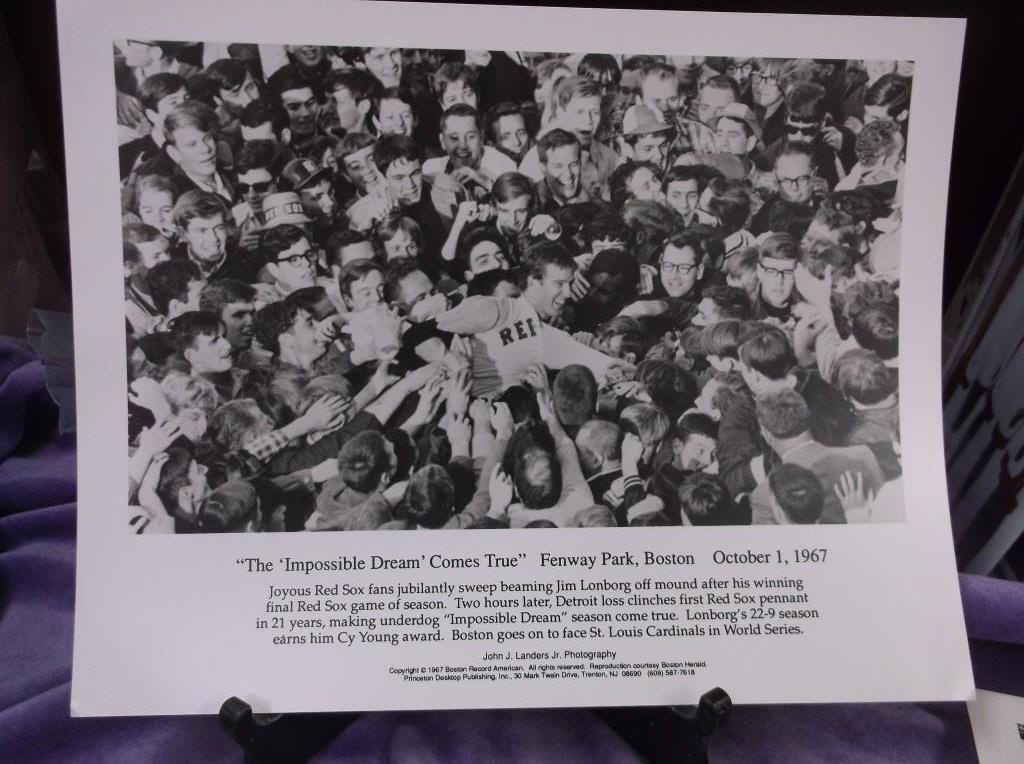 RED SOX
RE
"The 'Impossible Dream' Comes True" Fenway Park, Boston October 1, 1967
Joyous Red Sox fans jubilantly sweep beaming Jim Lonborg off mound after his winning
final Red Sox game of season. Two hours later, Detroit loss clinches first Red Sox pennant
in 21 years, making underdog "Impossible Dream" season come true. Lonborg's 22-9 season
earns him Cy Young award. Boston goes on to face St. Louis Cardinals in World Series.
John J. Landers Jr. Photography
Copyright © 1967 Boston Record American. All rights reserved. Reproduction courtesy Boston Herald,
Princeton Desktop Publishing, Inc., 30 Mark Twain Drive, Trenton, NJ 08690 (609) 587-7618